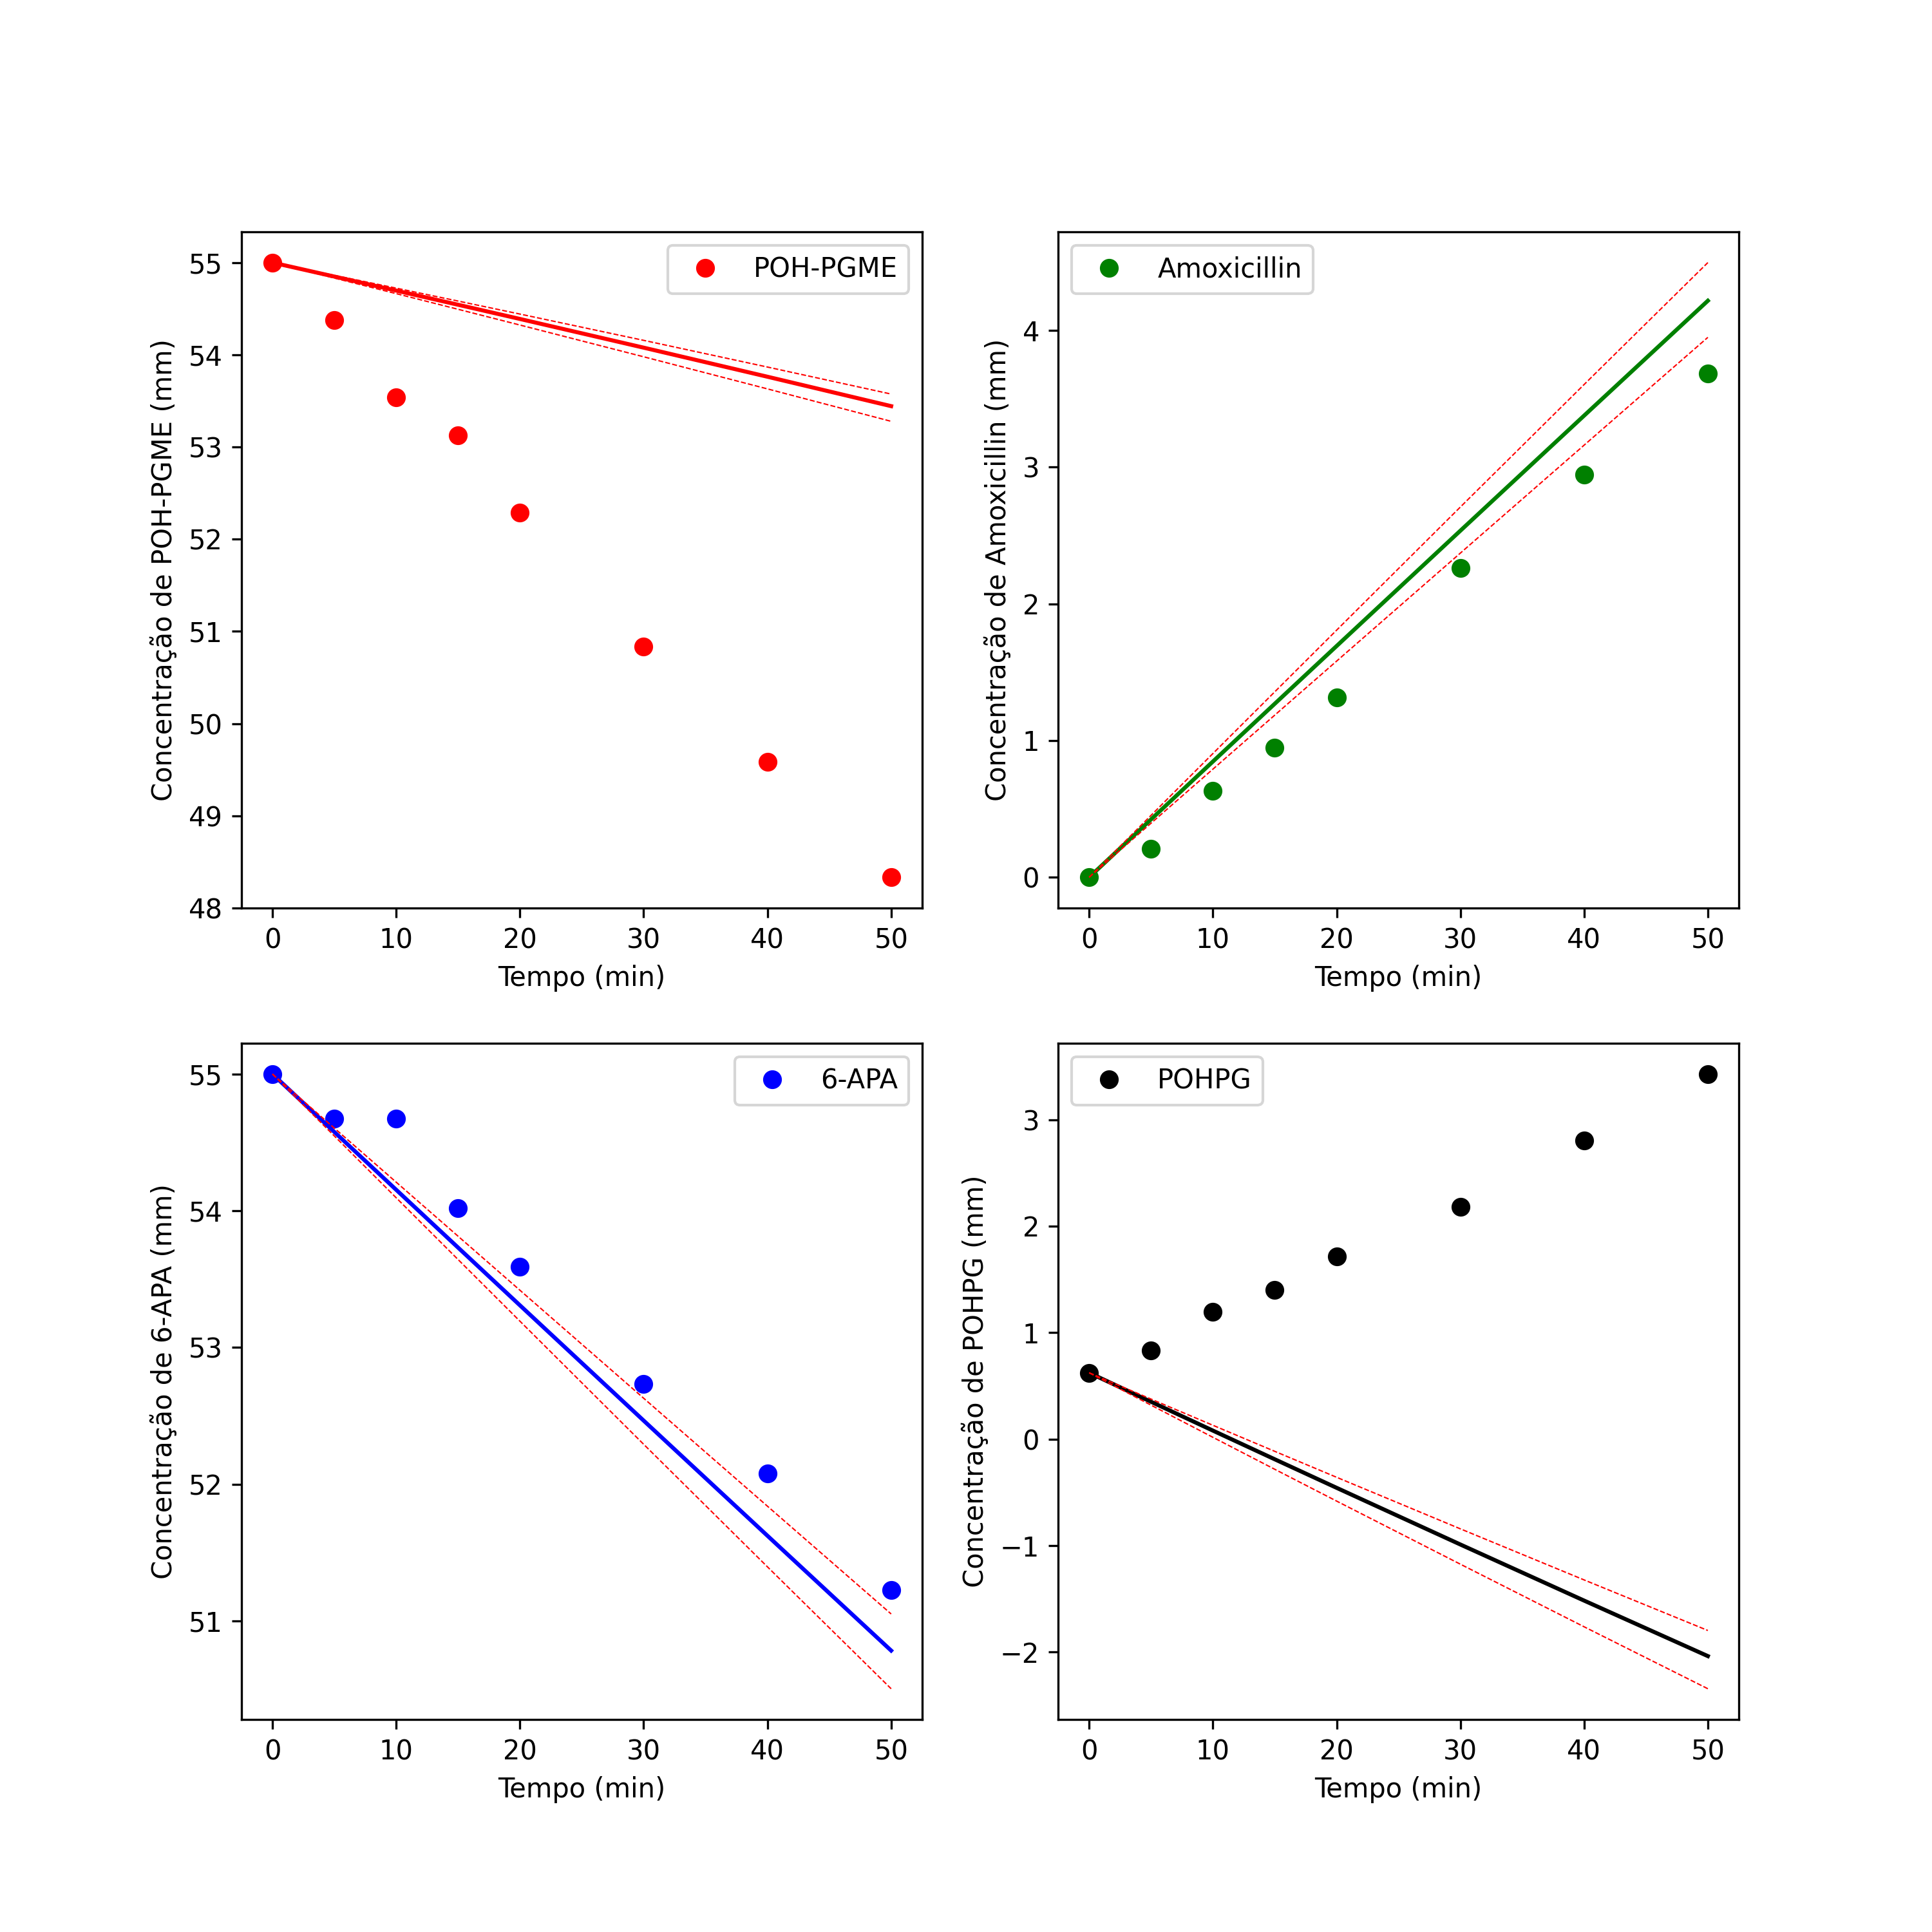 POH-PGME
Concentração de POH-PGME (mm)
55
54
53
52
51
50
49
48
0 10 20 30 40 50
Tempo (min)
Amoxicillin
Concentração de Amoxicillin (mm)
4
3
2
1
0
0 10 20 30 40 50
Tempo (min)
6-APA
Concentração de 6-APA (mm)
55
54
53
52
51
0 10 20 30 40 50
Tempo (min)
POHPG
Concentração de POHPG (mm)
3
2
1
0
−1
−2
0 10 20 30 40 50
Tempo (min)